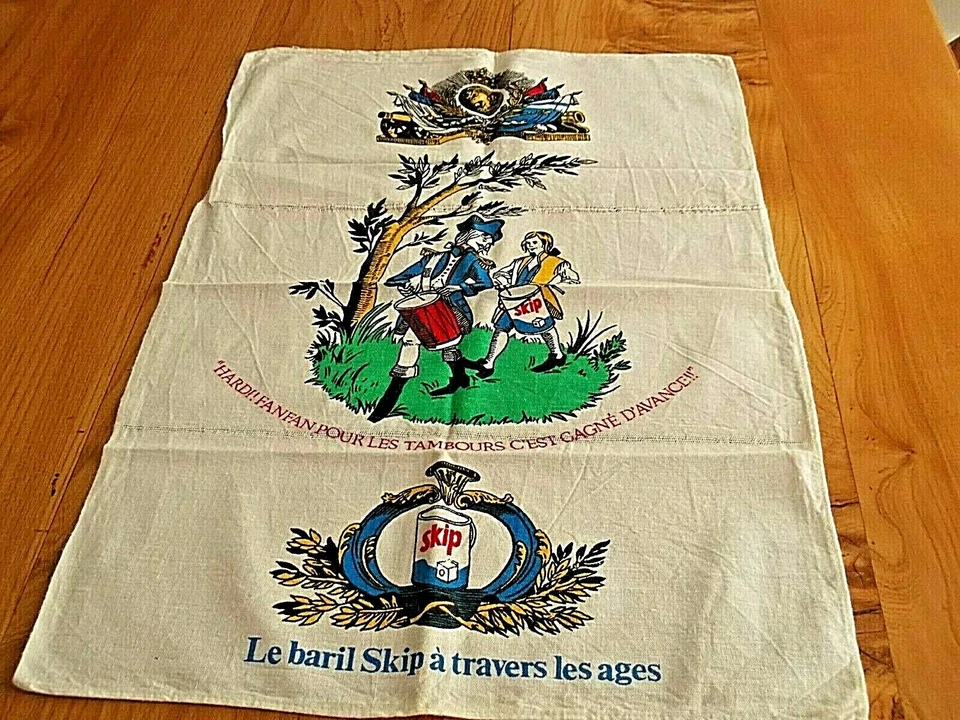 skip
"HARDI!! FANFAN POUR LES TAMBOURS C'EST GAGNÉ D'AVANCE!!"
skip
Le baril Skip à travers les ages